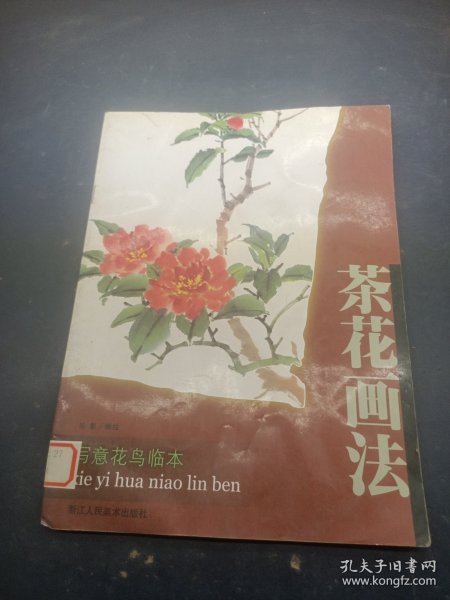 茶花画法
写意花鸟临本
xie yi hua niao lin ben
浙江人民美术出版社
27
孔夫子旧书网
www.kongfz.com